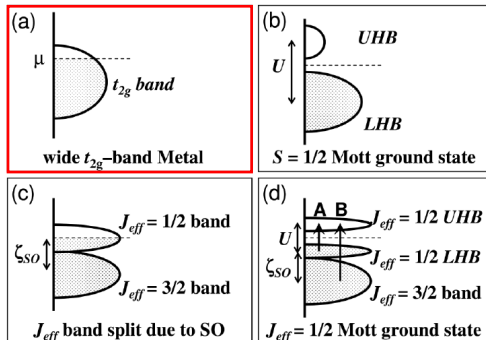 (a)
μ
t2g band
wide t2g–band Metal
(b)
UHB
U
LHB
S = 1/2 Mott ground state
(c)
Jeff = 1/2 band
ζSO
Jeff = 3/2 band
Jeff band split due to SO
(d)
A B
Jeff = 1/2 UHB
U
Jeff = 1/2 LHB
ζSO
Jeff = 3/2 band
Jeff = 1/2 Mott ground state